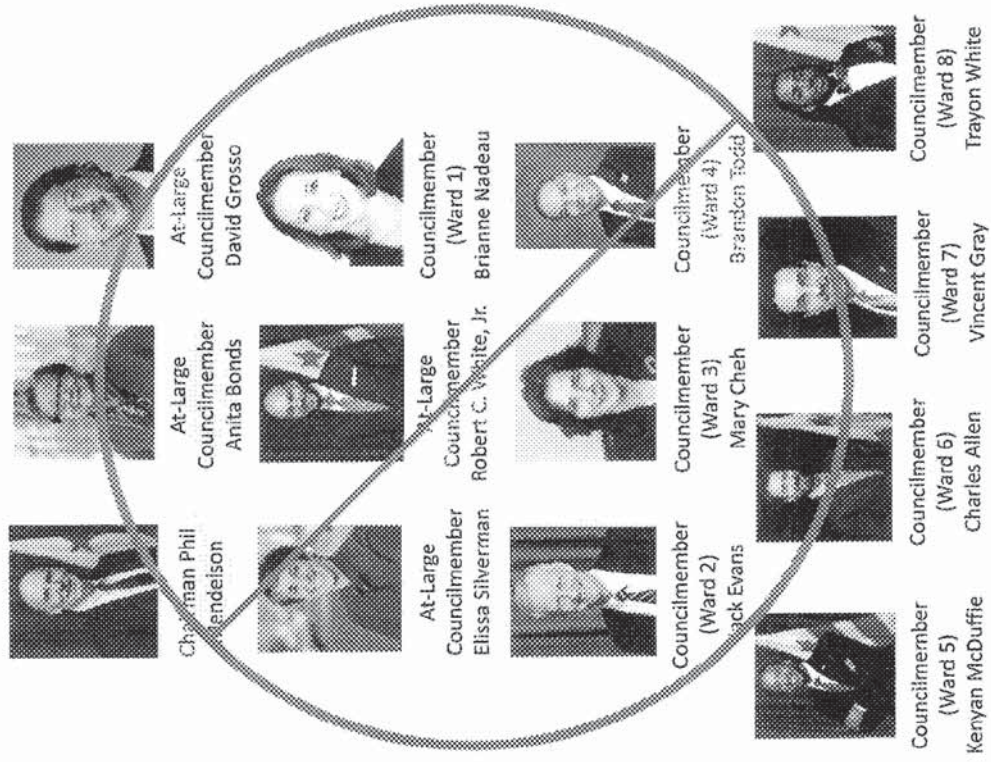 Chairman Phil
Mendelson
At-Large
Councilmember
Anita Bonds
At-Large
Councilmember
David Grosso
At-Large
Councilmember
Elissa Silverman
At-Large
Councilmember
Robert C. White, Jr.
Councilmember
(Ward 1)
Brianne Nadeau
Councilmember
(Ward 2)
Jack Evans
Councilmember
(Ward 3)
Mary Cheh
Councilmember
(Ward 4)
Brandon Todd
Councilmember
(Ward 5)
Kenyan McDuffie
Councilmember
(Ward 6)
Charles Allen
Councilmember
(Ward 7)
Vincent Gray
Councilmember
(Ward 8)
Trayon White